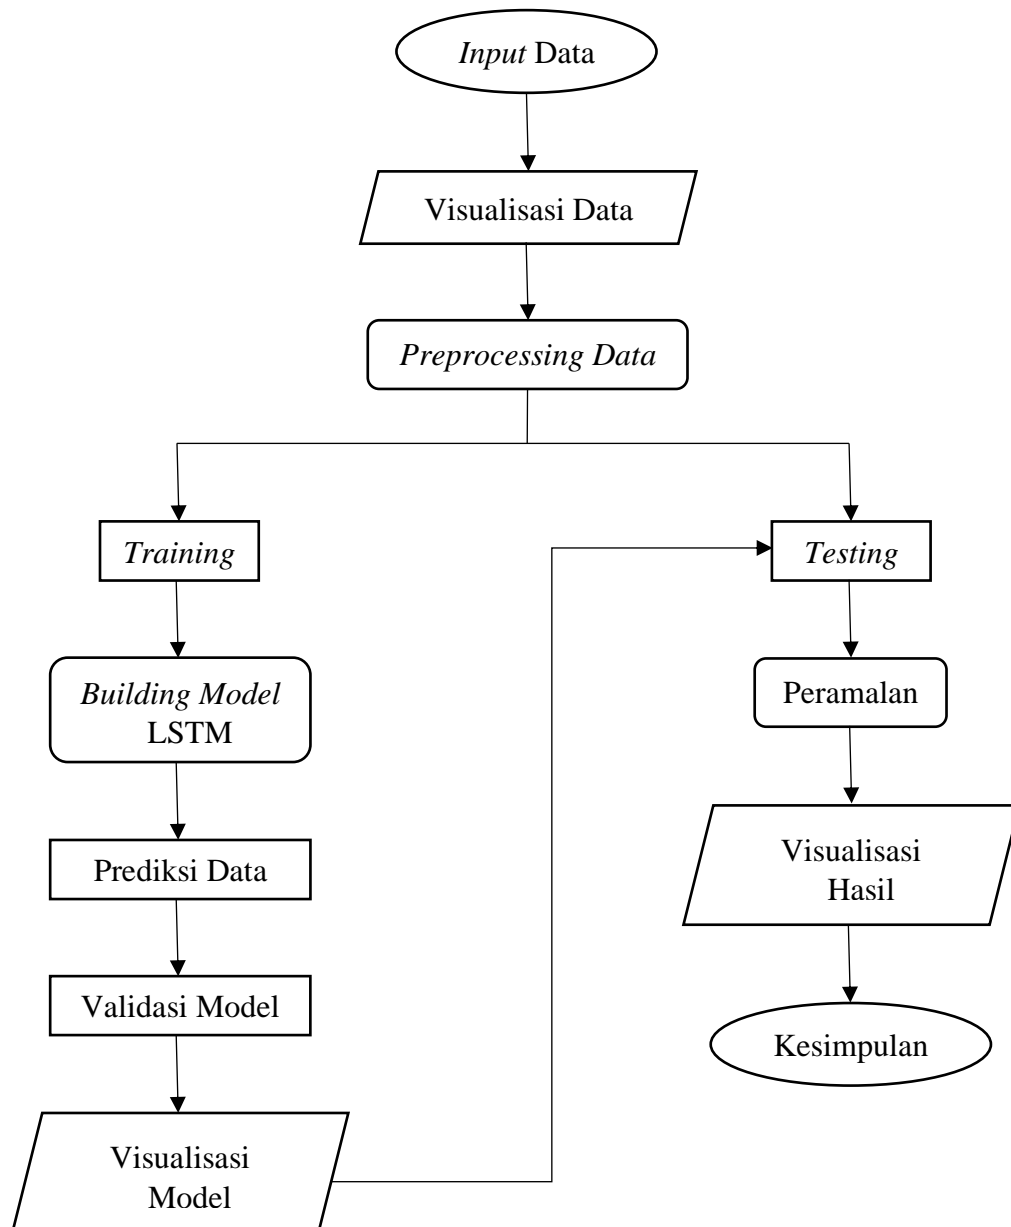 Input Data
Visualisasi Data
Preprocessing Data
Training
Building Model
LSTM
Prediksi Data
Validasi Model
Visualisasi
Model
Testing
Peramalan
Visualisasi
Hasil
Kesimpulan